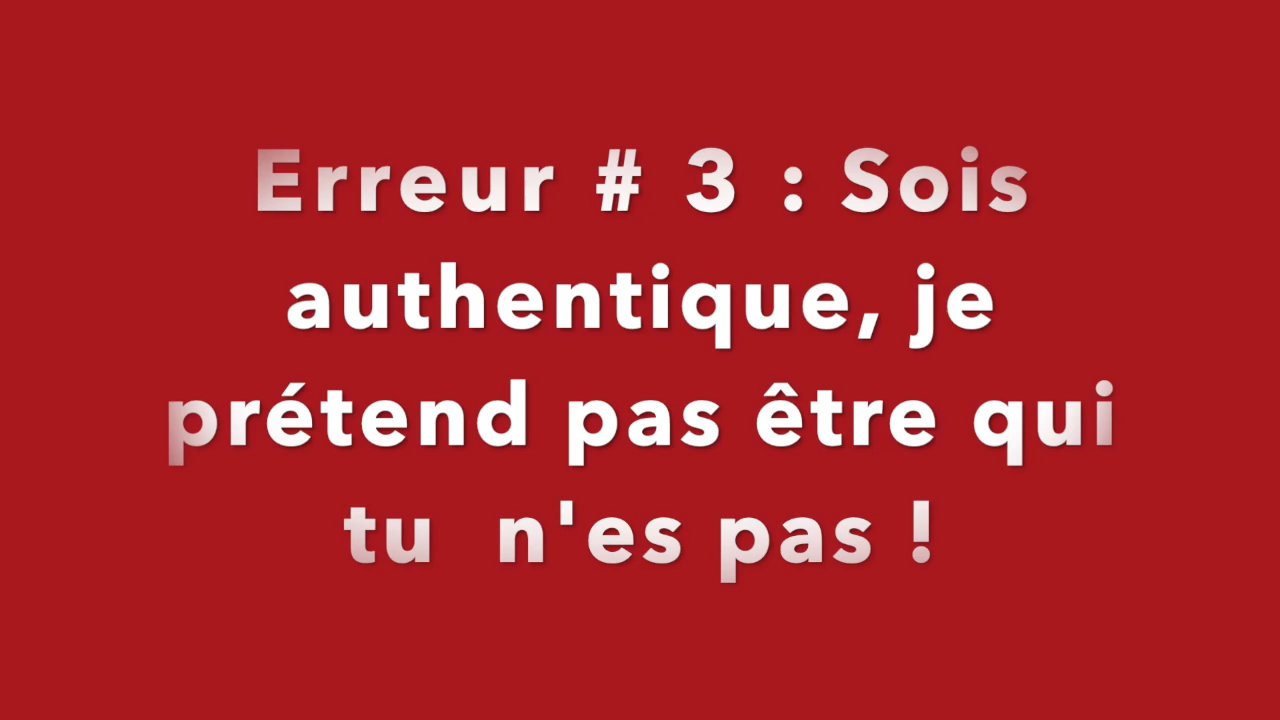 Erreur # 3 : Sois
authentique, je
prétend pas être qui
tu  n'es pas !